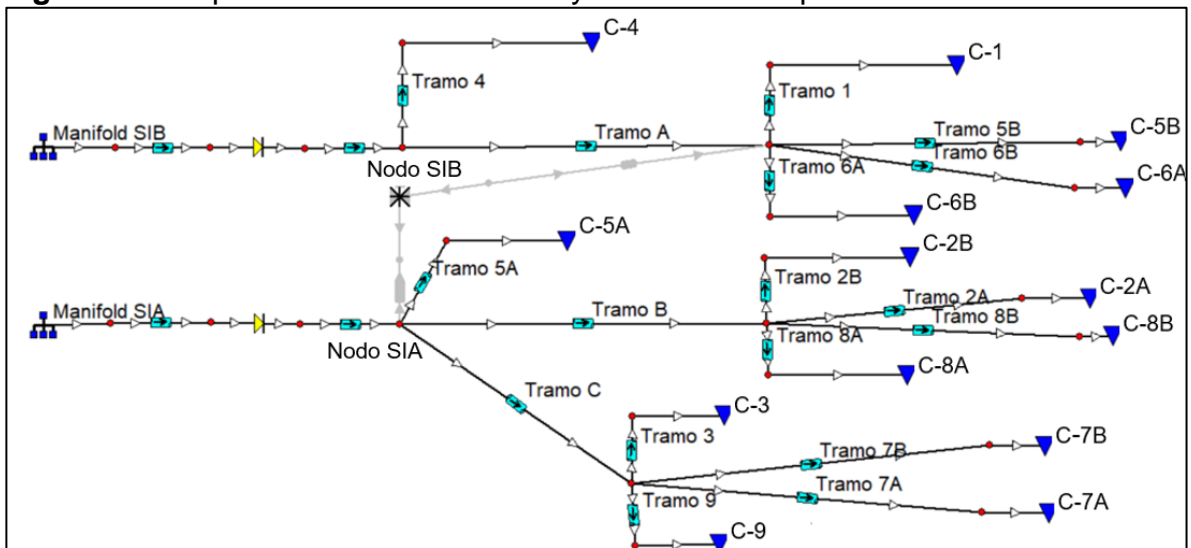 C-4
C-1
Tramo 4
Tramo 1
Manifold SIB
Tramo A
Tramo 5B
C-5B
Tramo 6B
Nodo SIB
Tramo 6A
C-6A
C-6B
C-5A
C-2B
Tramo 5A
Tramo 2B
C-2A
Tramo 2A
Manifold SIA
Tramo B
Tramo 8B
C-8B
Nodo SIA
Tramo 8A
C-8A
Tramo C
C-3
Tramo 3
C-7B
Tramo 7B
Tramo 7A
Tramo 9
C-7A
C-9